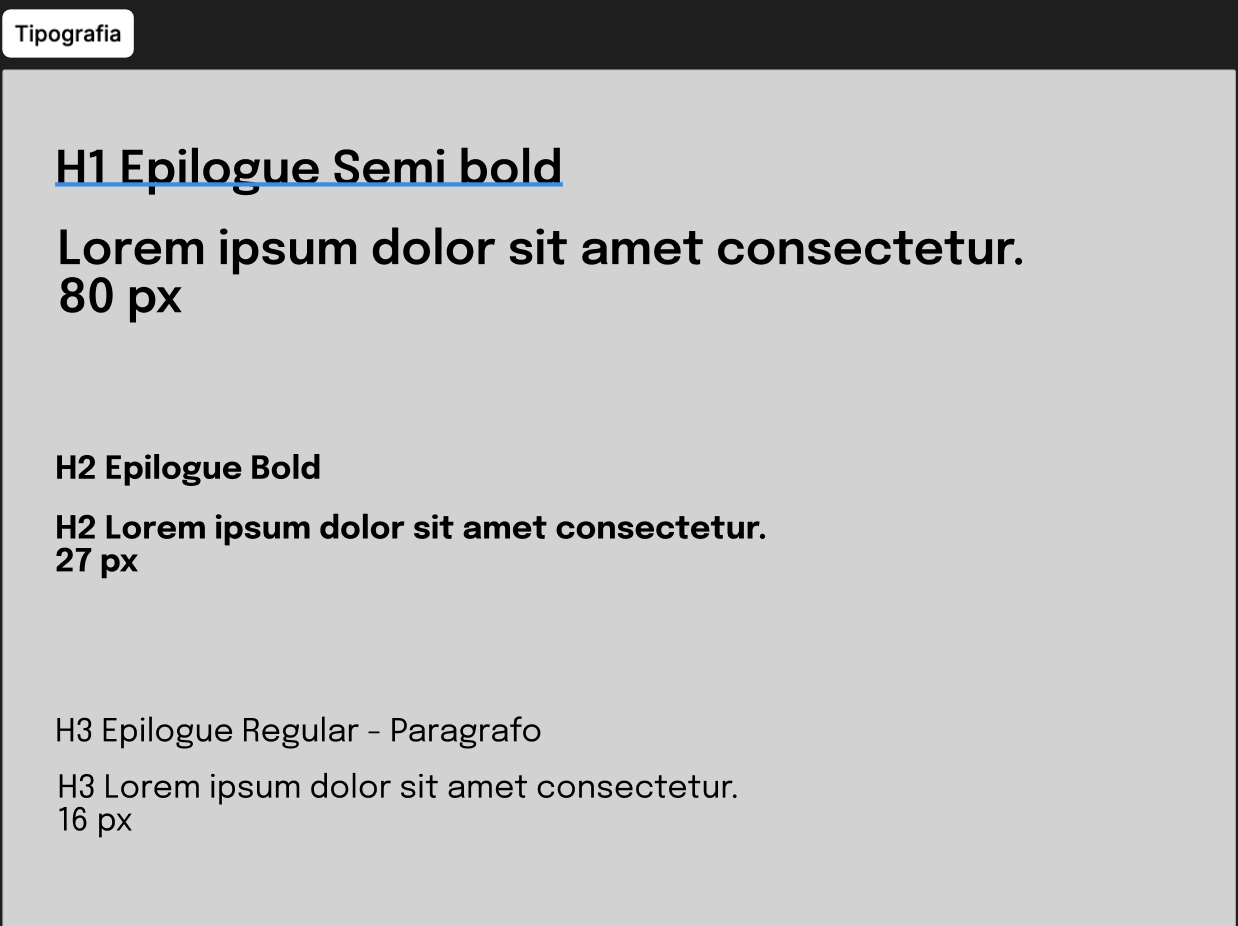 Tipografia
H1 Epilogue Semi bold
Lorem ipsum dolor sit amet consectetur.
80 px
H2 Epilogue Bold
H2 Lorem ipsum dolor sit amet consectetur.
27 px
H3 Epilogue Regular - Paragrafo
H3 Lorem ipsum dolor sit amet consectetur.
16 px